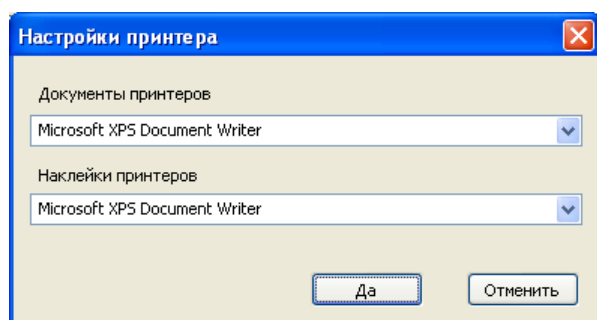 Настройки принтера
Документы принтеров
Microsoft XPS Document Writer
Наклейки принтеров
Microsoft XPS Document Writer
Да Отменить